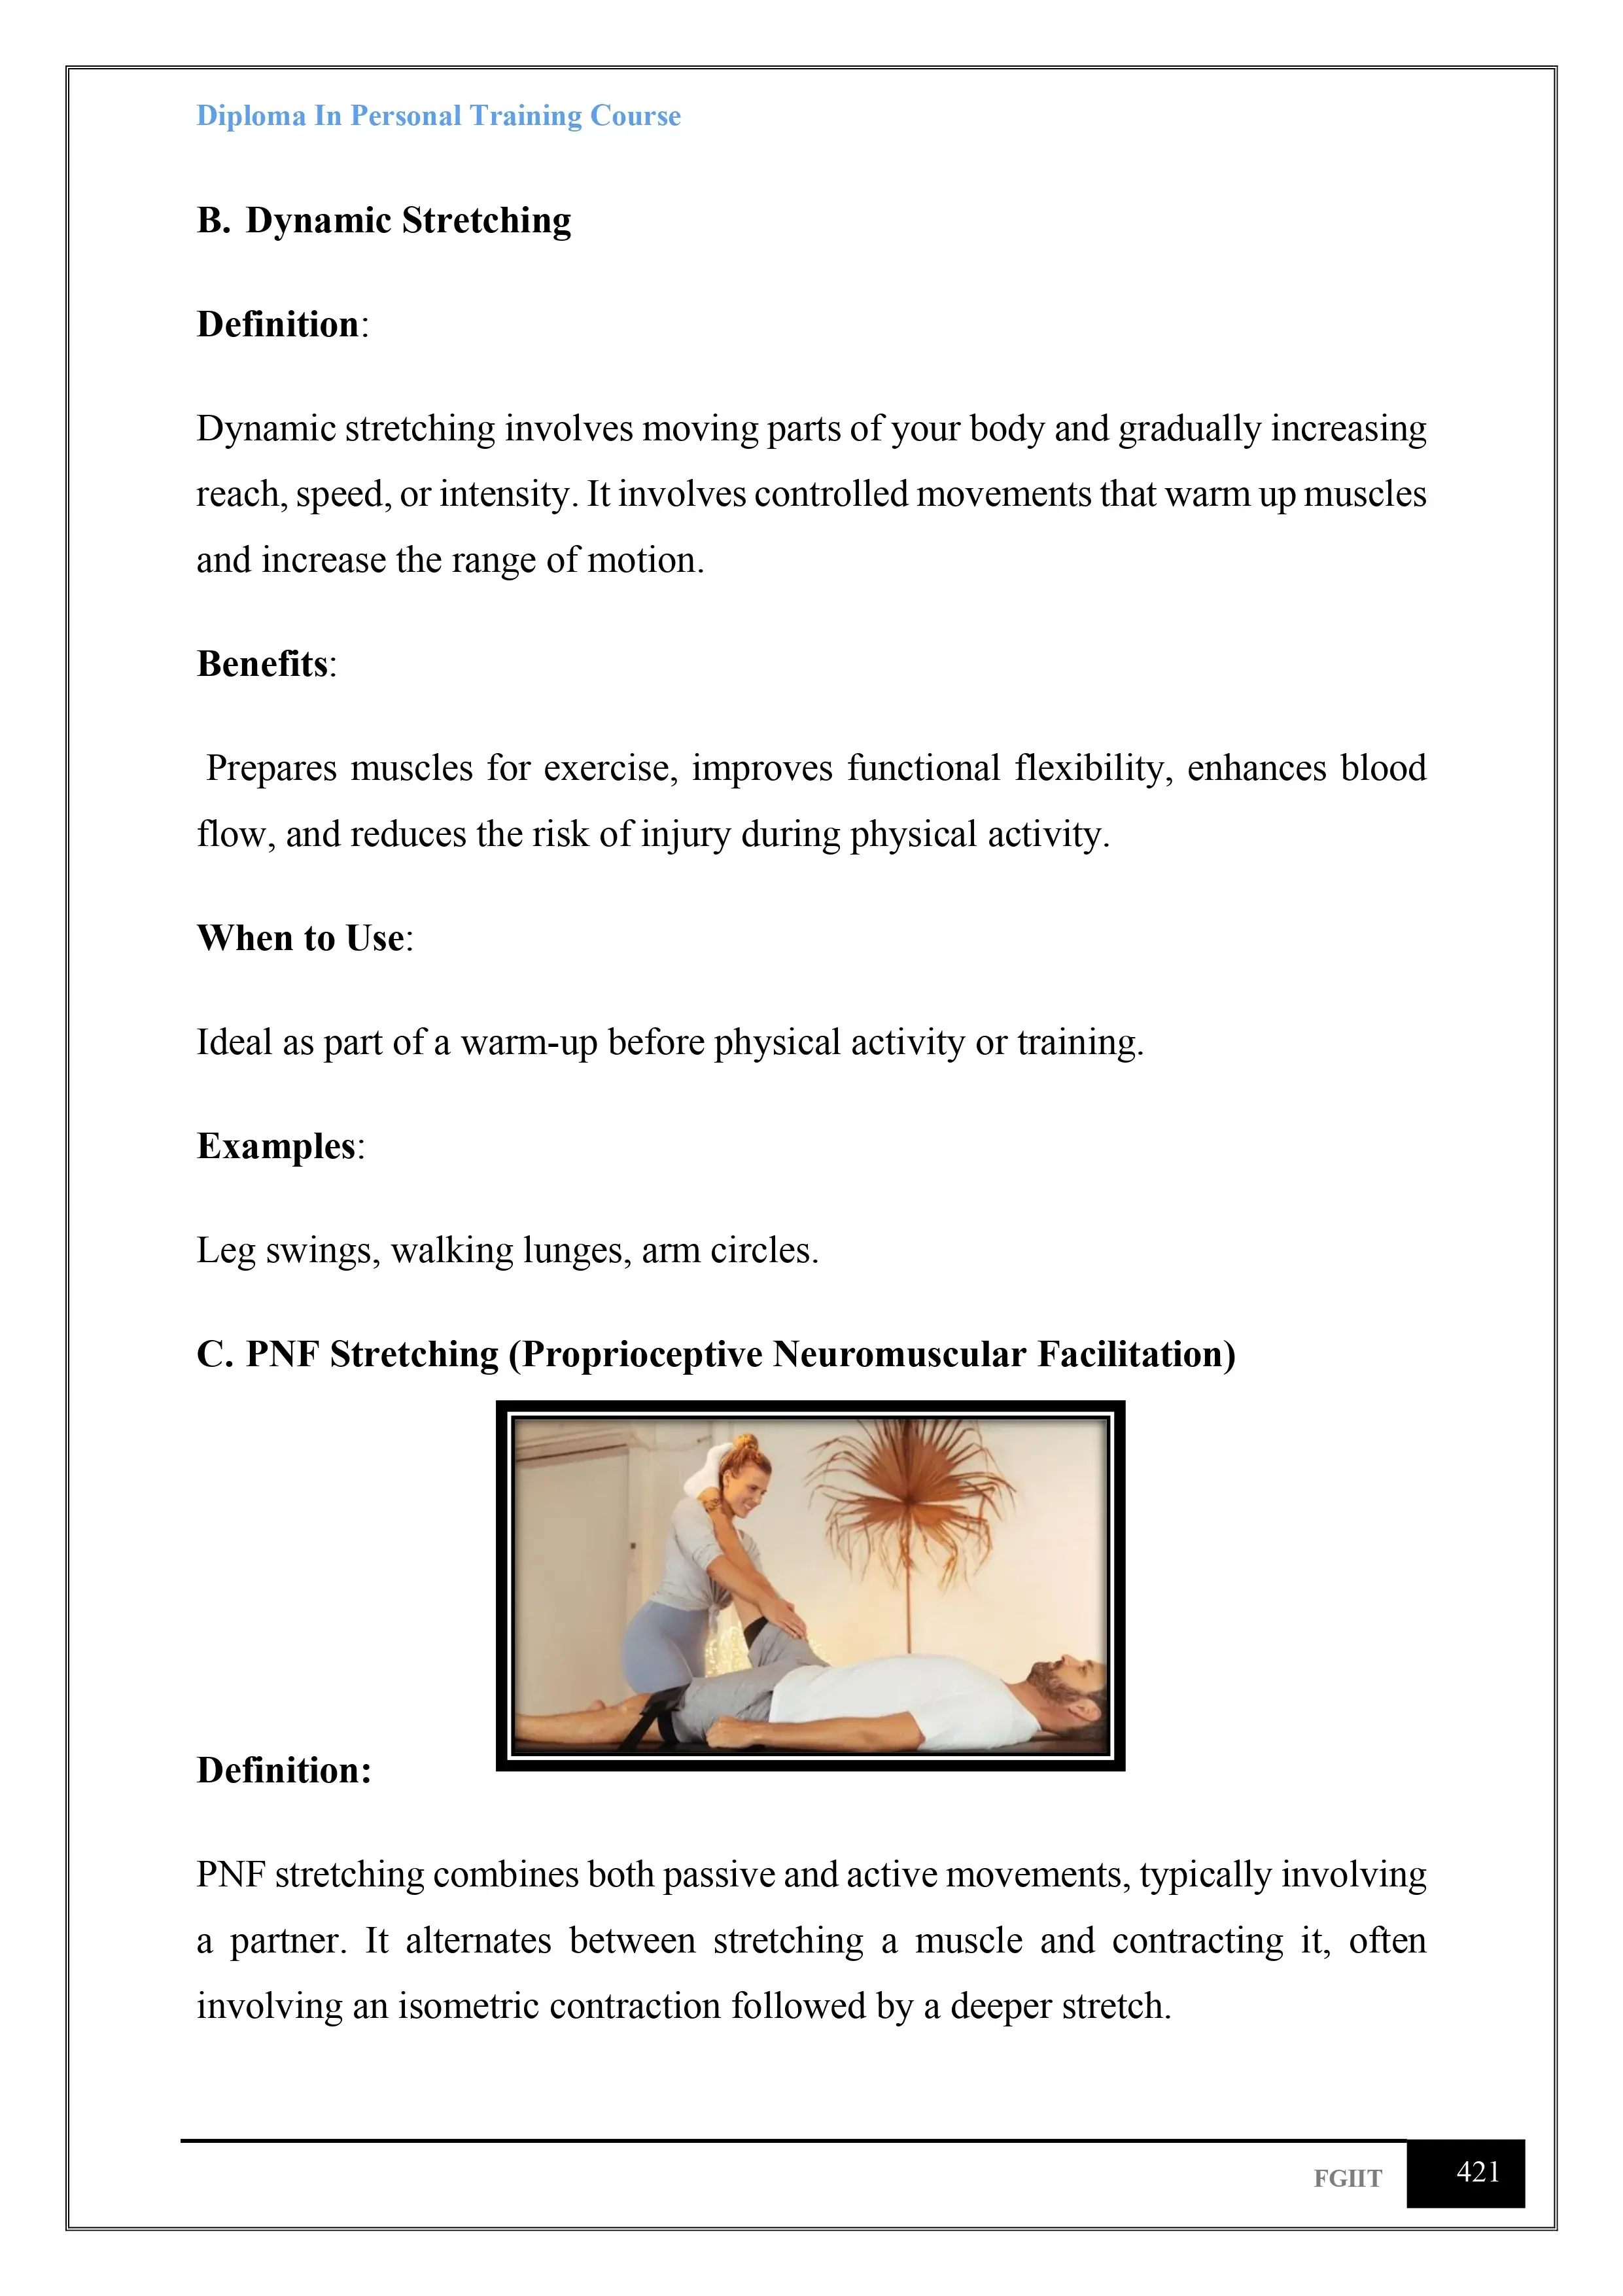 Diploma In Personal Training Course
B. Dynamic Stretching
Definition:
Dynamic stretching involves moving parts of your body and gradually increasing
reach, speed, or intensity. It involves controlled movements that warm up muscles
and increase the range of motion.
Benefits:
Prepares muscles for exercise, improves functional flexibility, enhances blood
flow, and reduces the risk of injury during physical activity.
When to Use:
Ideal as part of a warm-up before physical activity or training.
Examples:
Leg swings, walking lunges, arm circles.
C. PNF Stretching (Proprioceptive Neuromuscular Facilitation)
Definition:
PNF stretching combines both passive and active movements, typically involving
a partner. It alternates between stretching a muscle and contracting it, often
involving an isometric contraction followed by a deeper stretch.
FGIIT 421